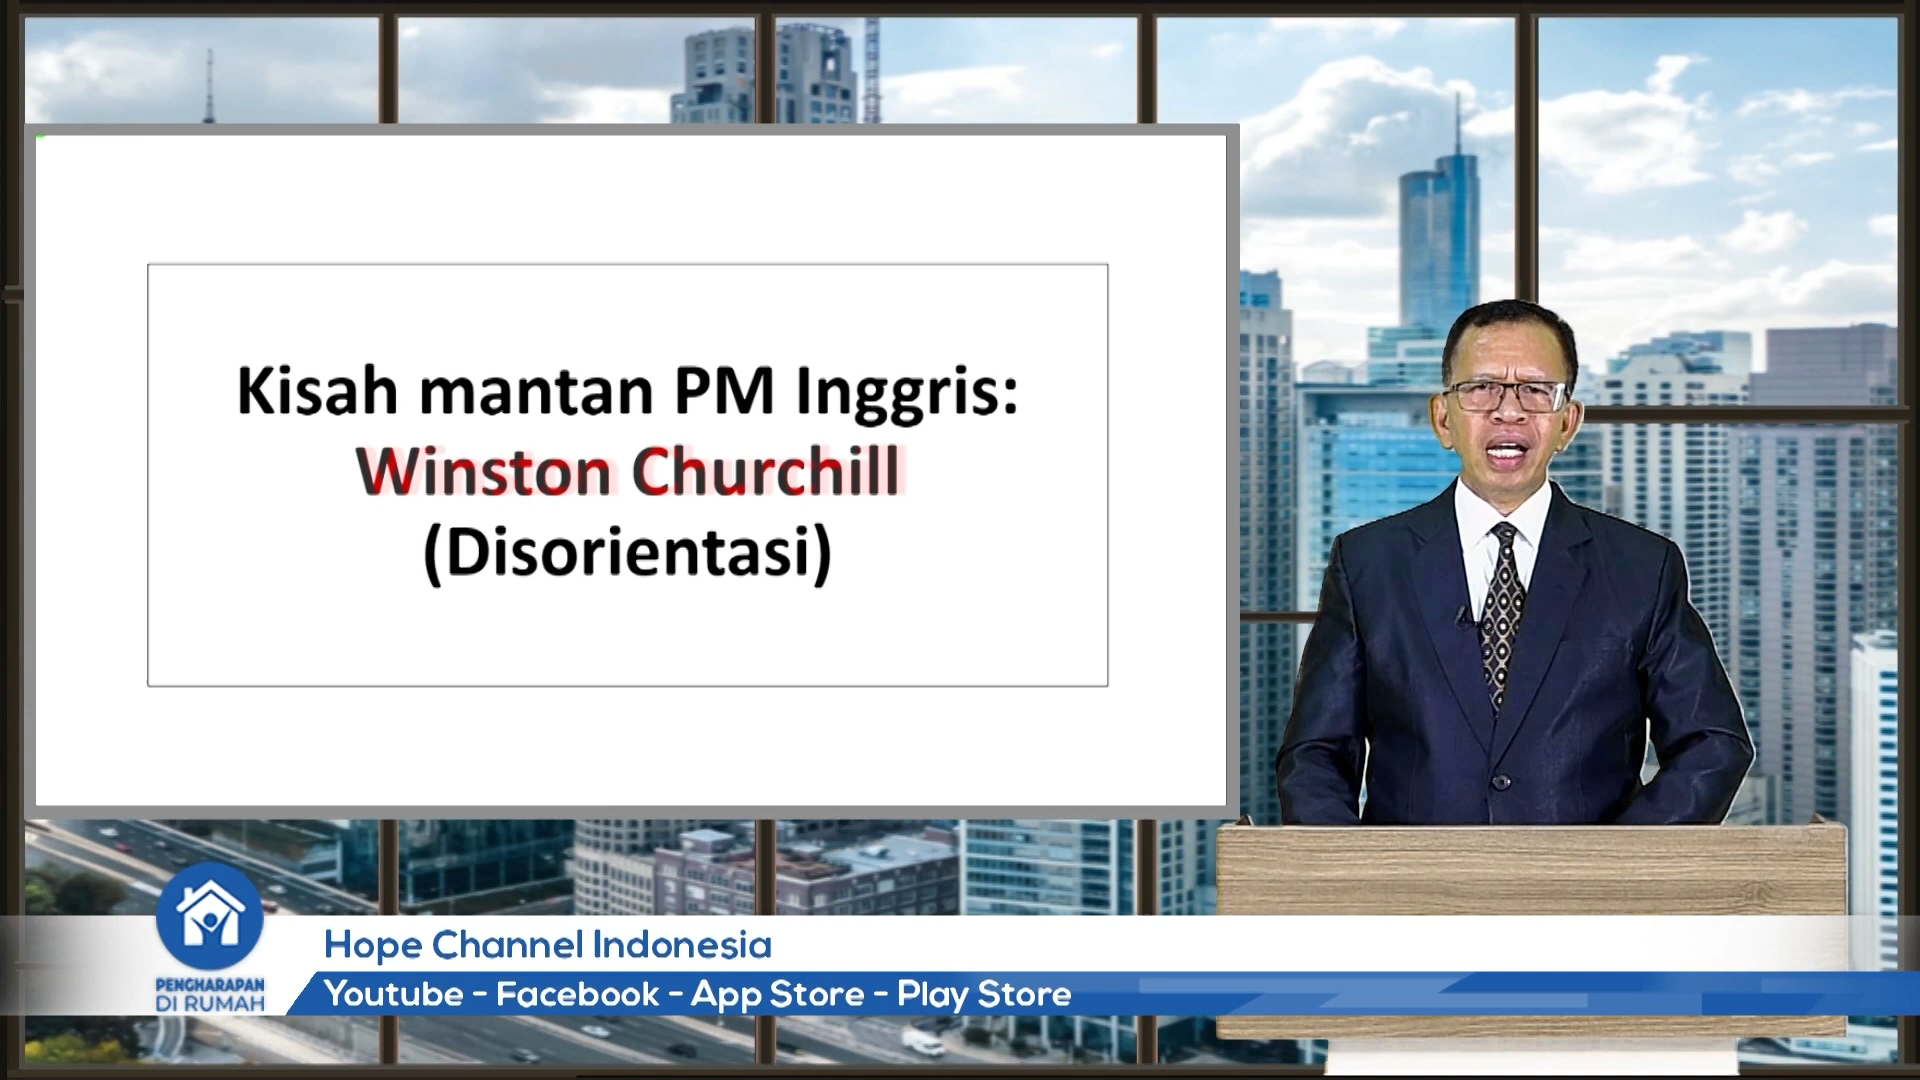 Kisah mantan PM Inggris:
Winston Churchill
(Disorientasi)
Hope Channel Indonesia
Youtube - Facebook - App Store - Play Store
PENGHARAPAN
DI RUMAH